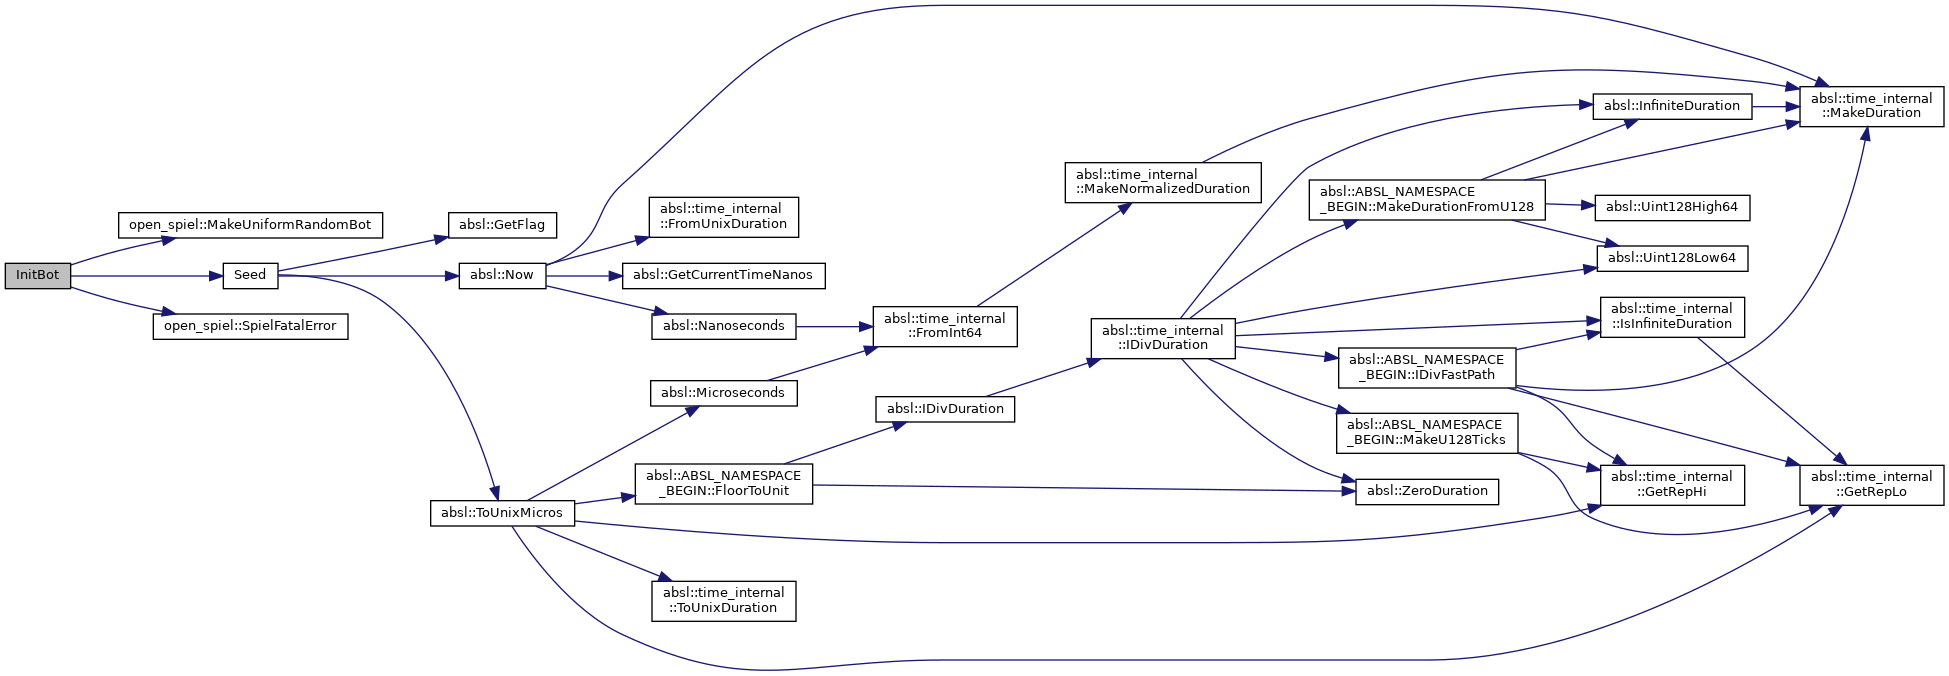 InitBot
open_spiel::MakeUniformRandomBot
Seed
open_spiel::SpielFatalError
absl::GetFlag
absl::Now
absl::ToUnixMicros
absl::time_internal
::FromUnixDuration
absl::GetCurrentTimeNanos
absl::Nanoseconds
absl::Microseconds
absl::ABSL_NAMESPACE
_BEGIN::FloorToUnit
absl::time_internal
::ToUnixDuration
absl::time_internal
::FromInt64
absl::IDivDuration
absl::time_internal
::MakeNormalizedDuration
absl::time_internal
::IDivDuration
absl::ABSL_NAMESPACE
_BEGIN::MakeDurationFromU128
absl::ABSL_NAMESPACE
_BEGIN::IDivFastPath
absl::ABSL_NAMESPACE
_BEGIN::MakeU128Ticks
absl::ZeroDuration
absl::InfiniteDuration
absl::Uint128High64
absl::Uint128Low64
absl::time_internal
::IsInfiniteDuration
absl::time_internal
::GetRepHi
absl::time_internal
::MakeDuration
absl::time_internal
::GetRepLo